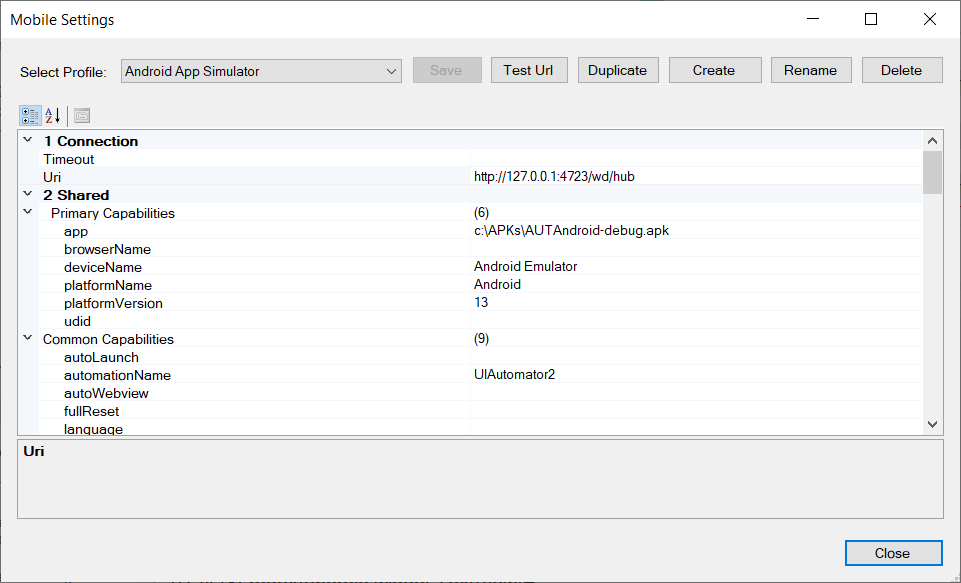 Mobile Settings
Select Profile: Android App Simulator Save Test Url Duplicate Create Rename Delete
1 Connection
Timeout
Uri http://127.0.0.1:4723/wd/hub
2 Shared
Primary Capabilities (6)
app c:\APKs\AUTAndroid-debug.apk
browserName
deviceName Android Emulator
platformName Android
platformVersion 13
udid
Common Capabilities (9)
autoLaunch
automationName UIAutomator2
autoWebview
fullReset
language
Uri
Close